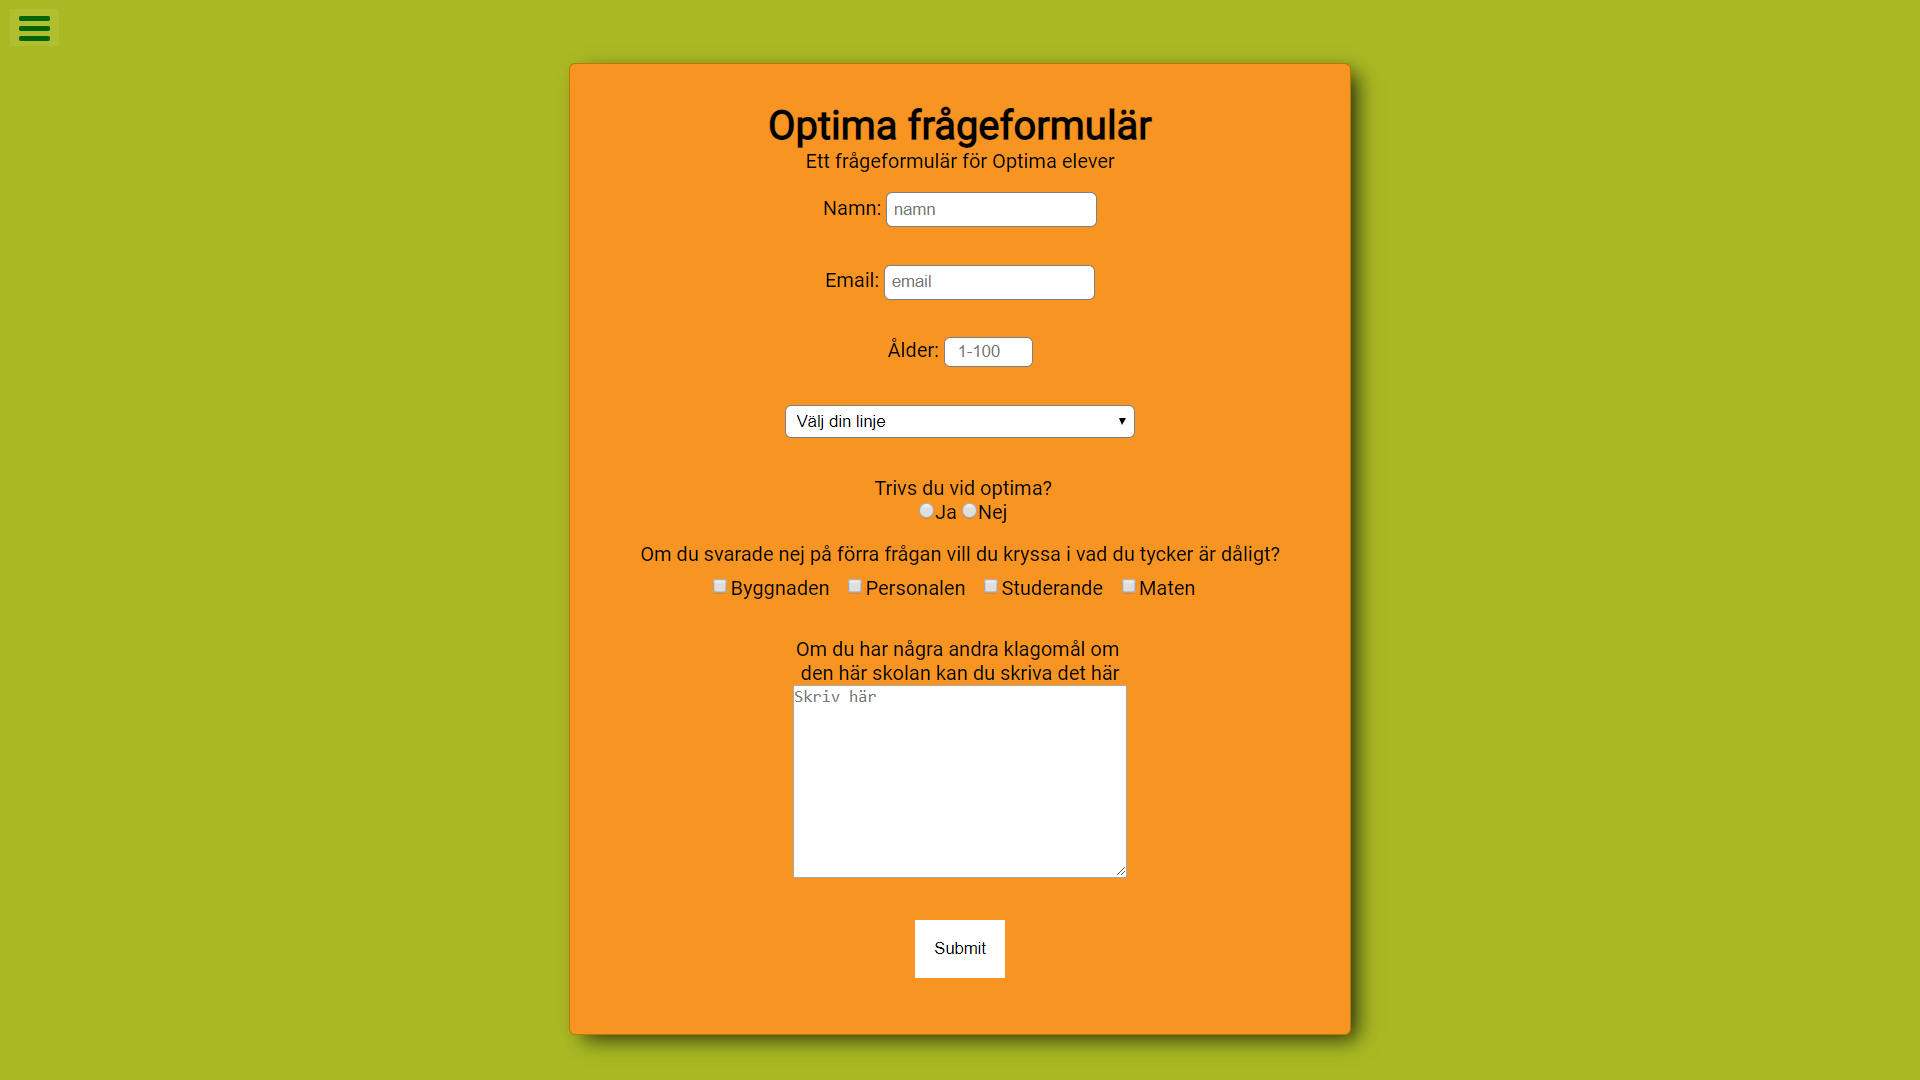 Optima frågeformulär
Ett frågeformulär för Optima elever
Namn: namn
Email: email
Ålder: 1-100
Välj din linje
Trivs du vid optima?
Ja Nej
Om du svarade nej på förra frågan vill du kryssa i vad du tycker är dåligt?
Byggnaden Personalen Studerande Maten
Om du har några andra klagomål om
den här skolan kan du skriva det här
Skriv här
Submit